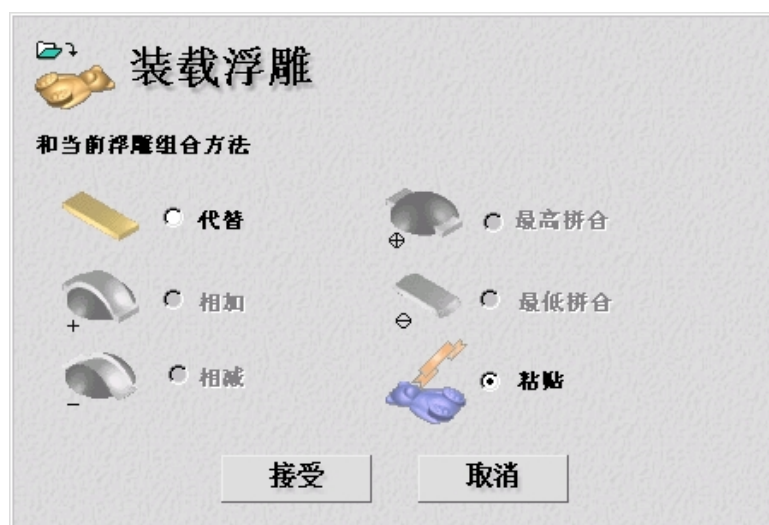 装载浮雕
和当前浮雕组合方法
代替
最高拼合
相加
最低拼合
相减
粘贴
接受
取消